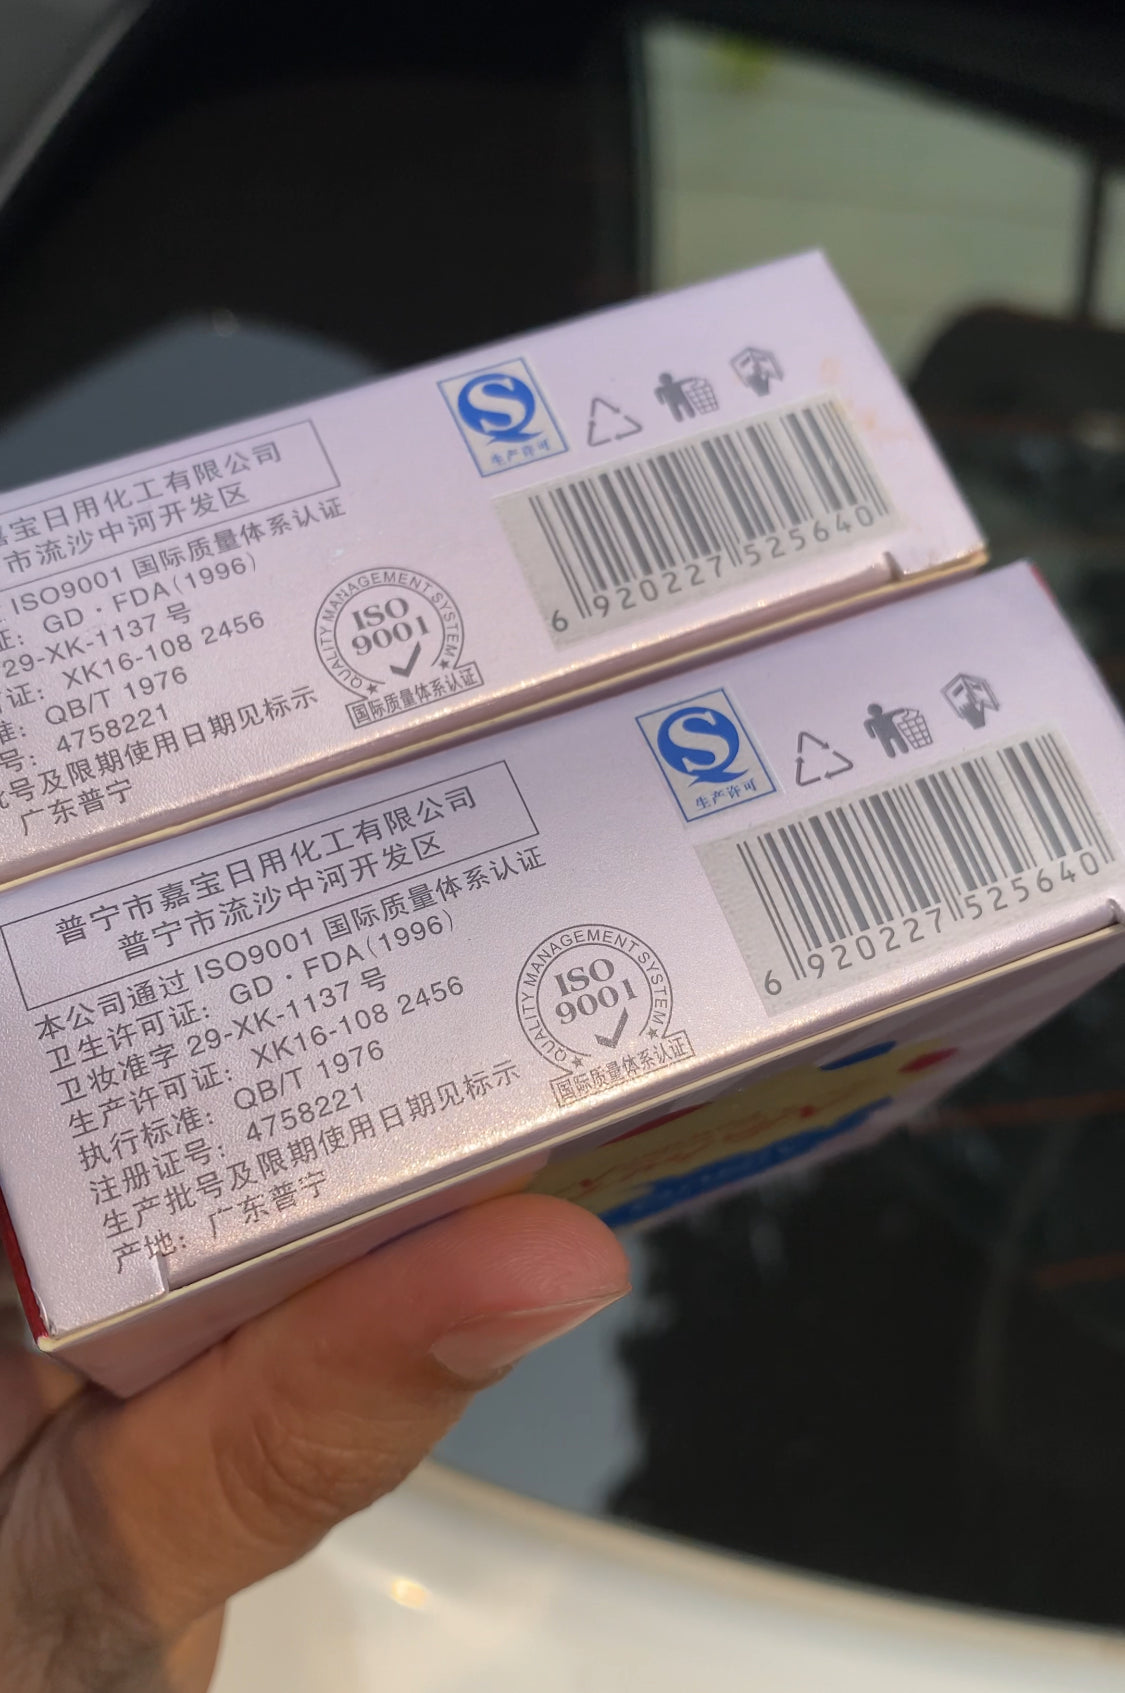 嘉宝日用化工有限公司
市流沙中河开发区
ISO9001 国际质量体系认证
证: GD·FDA(1996)
29-XK-1137 号
可证: XK16-108 2456
准: QB/T 1976
号: 4758221
批号及限期使用日期见标示
广东普宁
QUALITY MANAGEMENT SYSTEM
ISO
9001
国际质量体系认证
生产许可
6 920227 525640
普宁市嘉宝日用化工有限公司
普宁市流沙中河开发区
本公司通过 ISO9001 国际质量体系认证
卫生许可证: GD·FDA(1996)
卫妆准字 29-XK-1137 号
生产许可证: XK16-108 2456
执行标准: QB/T 1976
注册证号: 4758221
生产批号及限期使用日期见标示
产地: 广东普宁
QUALITY MANAGEMENT SYSTEM
ISO
9001
国际质量体系认证
生产许可
6 920227 525640